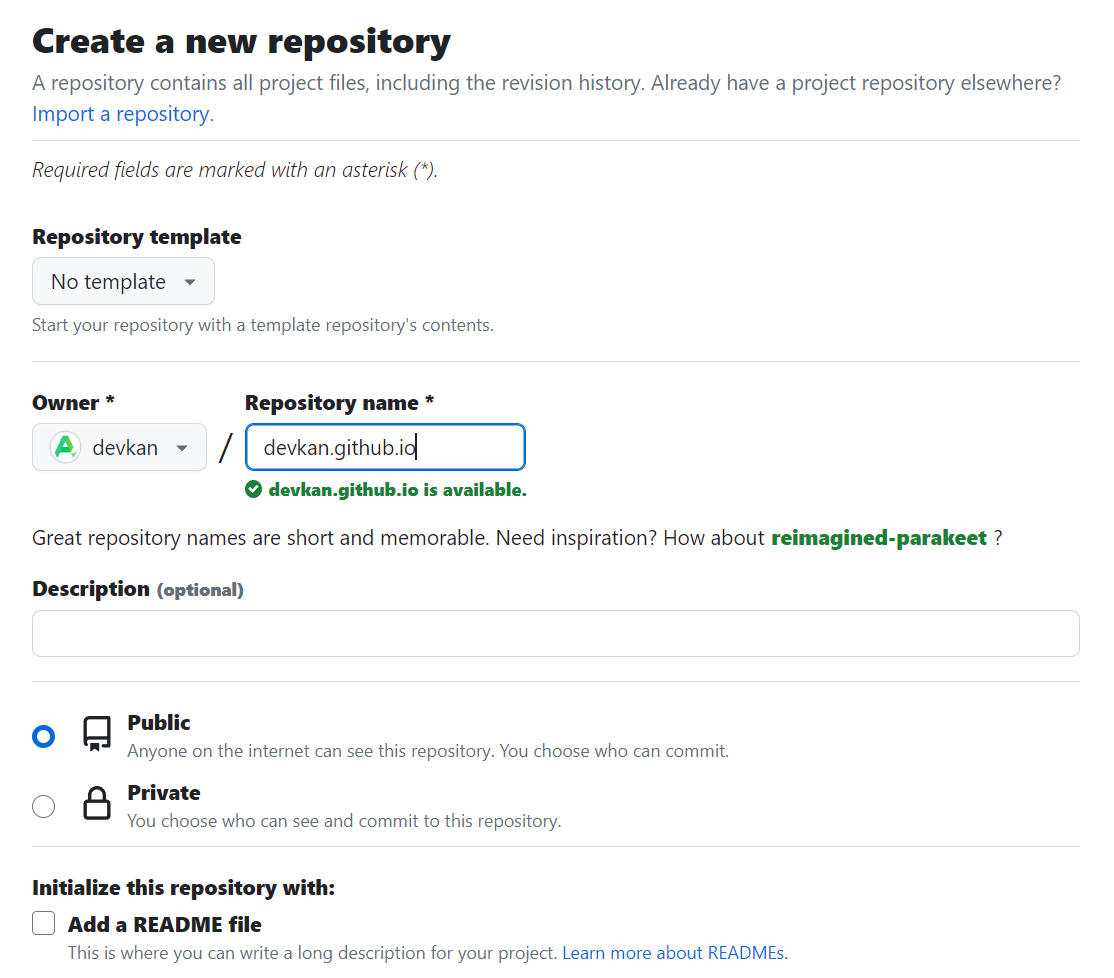 Create a new repository
A repository contains all project files, including the revision history. Already have a project repository elsewhere?
Import a repository.
Required fields are marked with an asterisk (*).
Repository template
No template
Start your repository with a template repository's contents.
Owner * Repository name *
devkan / devkan.github.io
devkan.github.io is available.
Great repository names are short and memorable. Need inspiration? How about reimagined-parakeet ?
Description (optional)
Public
Anyone on the internet can see this repository. You choose who can commit.
Private
You choose who can see and commit to this repository.
Initialize this repository with:
Add a README file
This is where you can write a long description for your project. Learn more about READMEs.